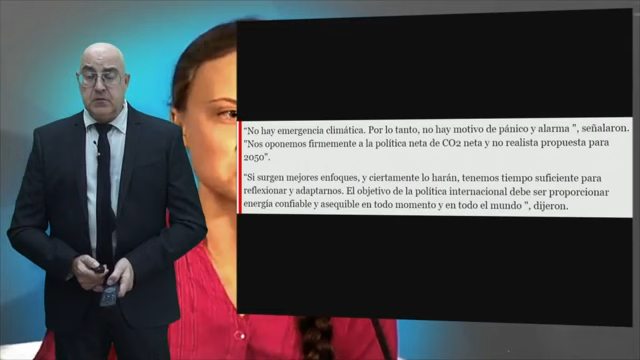 "No hay emergencia climática. Por lo tanto, no hay motivo de pánico y alarma ", señalaron.
"Nos oponemos firmemente a la política neta de CO2 neta y no realista propuesta para
2050".
"Si surgen mejores enfoques, y ciertamente lo harán, tenemos tiempo suficiente para
reflexionar y adaptarnos. El objetivo de la política internacional debe ser proporcionar
energía confiable y asequible en todo momento y en todo el mundo ", dijeron.